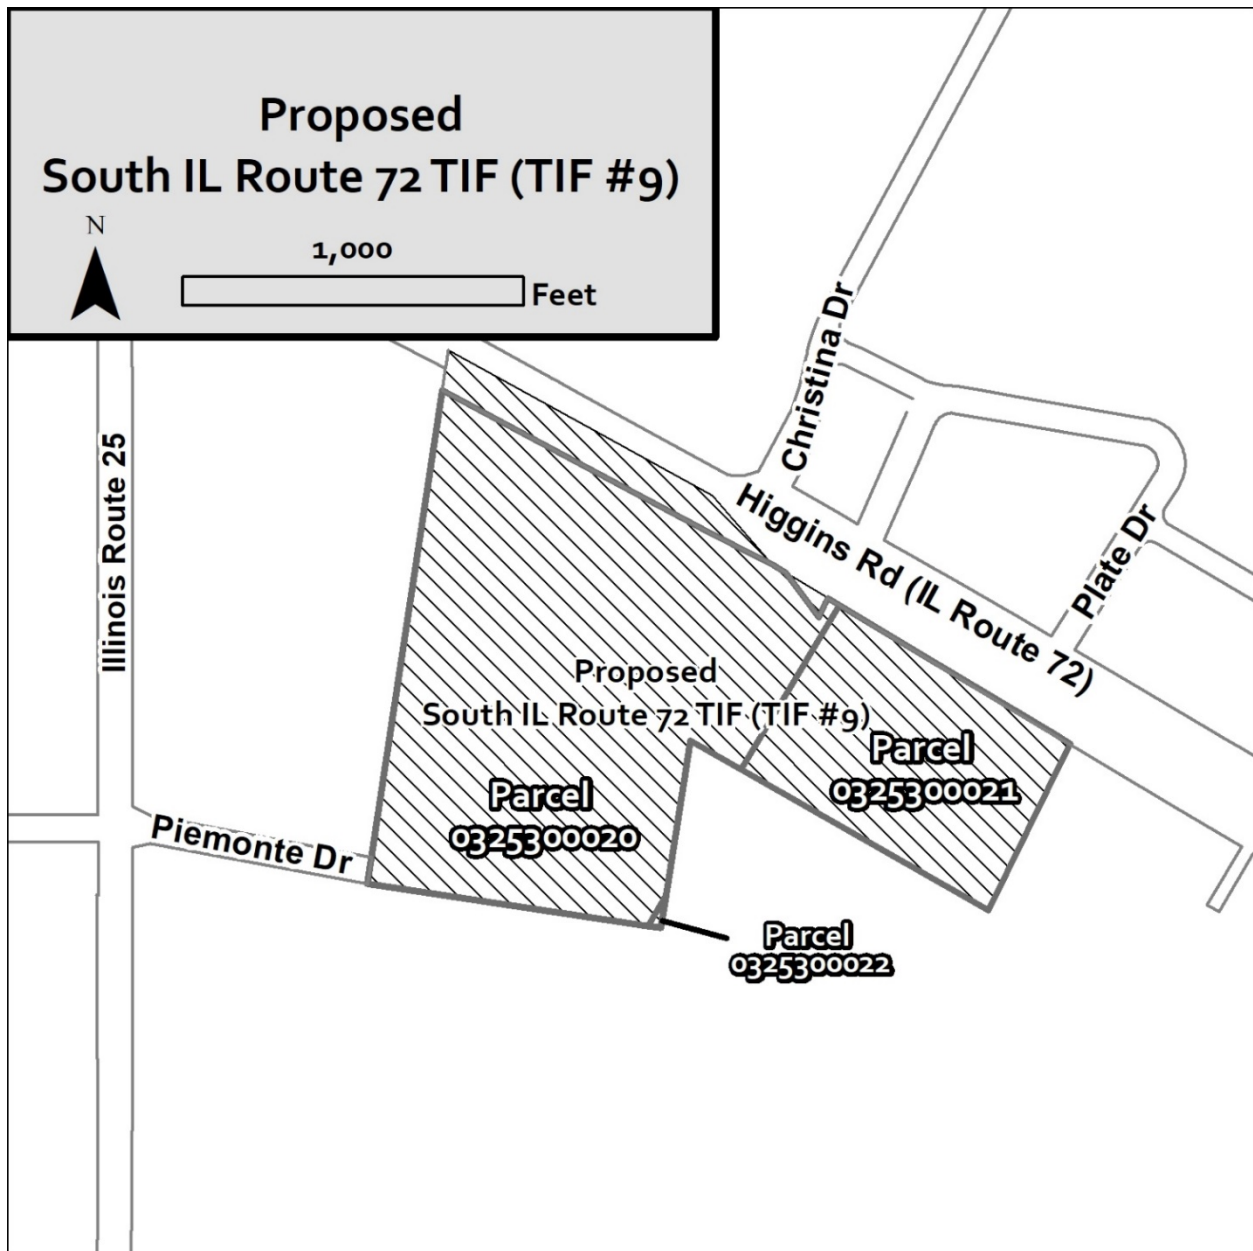 Proposed
South IL Route 72 TIF (TIF #9)
N
1,000
Feet
Christina Dr
Illinois Route 25
Higgins Rd (IL Route 72)
Plate Dr
Proposed
South IL Route 72 TIF (TIF #9)
Parcel
0325300021
Parcel
0325300020
Piemonte Dr
Parcel
0325300022